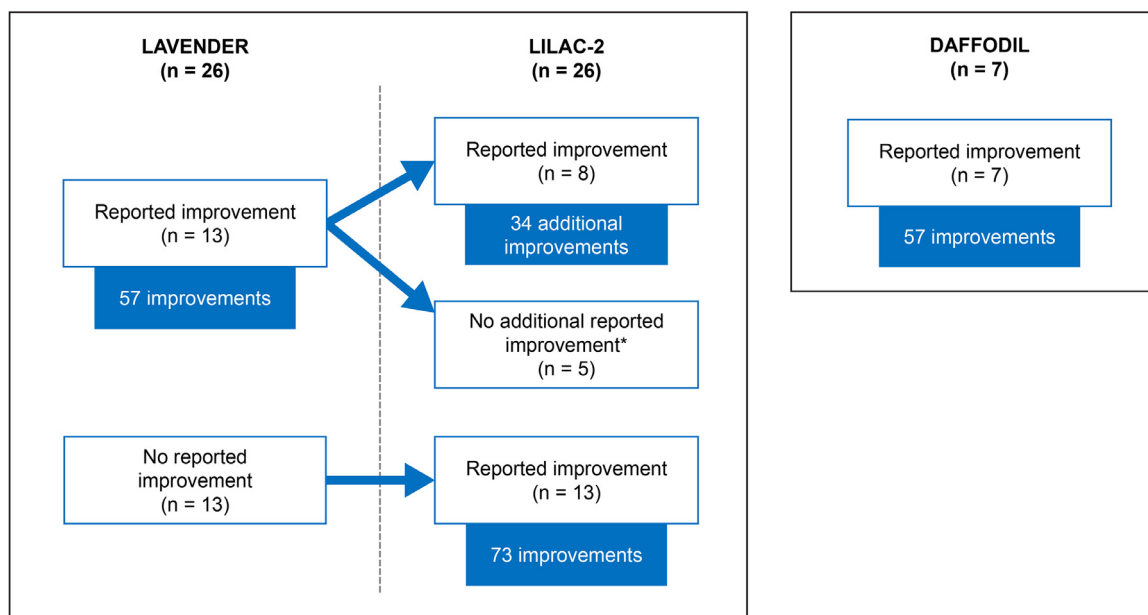 LAVENDER
(n = 26)
Reported improvement
(n = 13)
57 improvements
No reported
improvement
(n = 13)
LILAC-2
(n = 26)
Reported improvement
(n = 8)
34 additional
improvements
No additional reported
improvement*
(n = 5)
Reported improvement
(n = 13)
73 improvements
DAFFODIL
(n = 7)
Reported improvement
(n = 7)
57 improvements